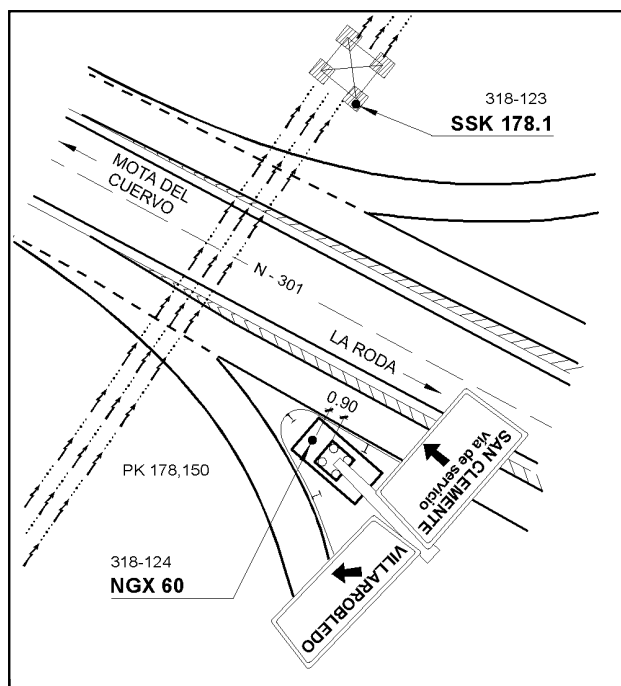 318-123
SSK 178.1
MOTA DEL
CUERVO
N - 301
LA RODA
0.90
PK 178,150
SAN CLEMENTE
via de servicio
318-124
NGX 60
VILLARROBLEDO